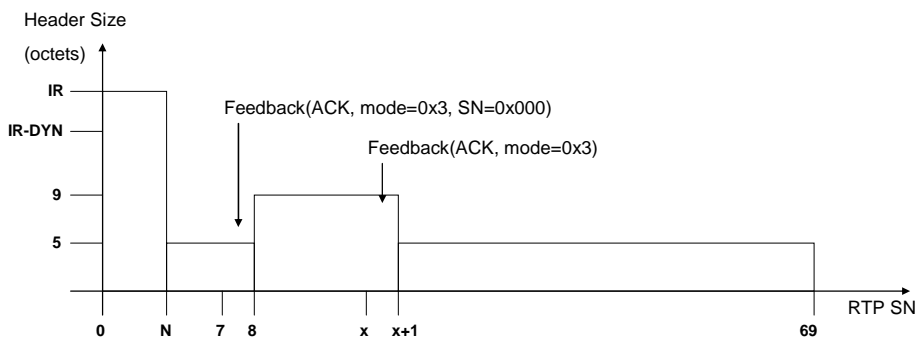 Header Size
(octets)
IR
IR-DYN
9
5
Feedback(ACK, mode=0x3, SN=0x000)
Feedback(ACK, mode=0x3)
RTP SN
0 N 7 8 x x+1 69